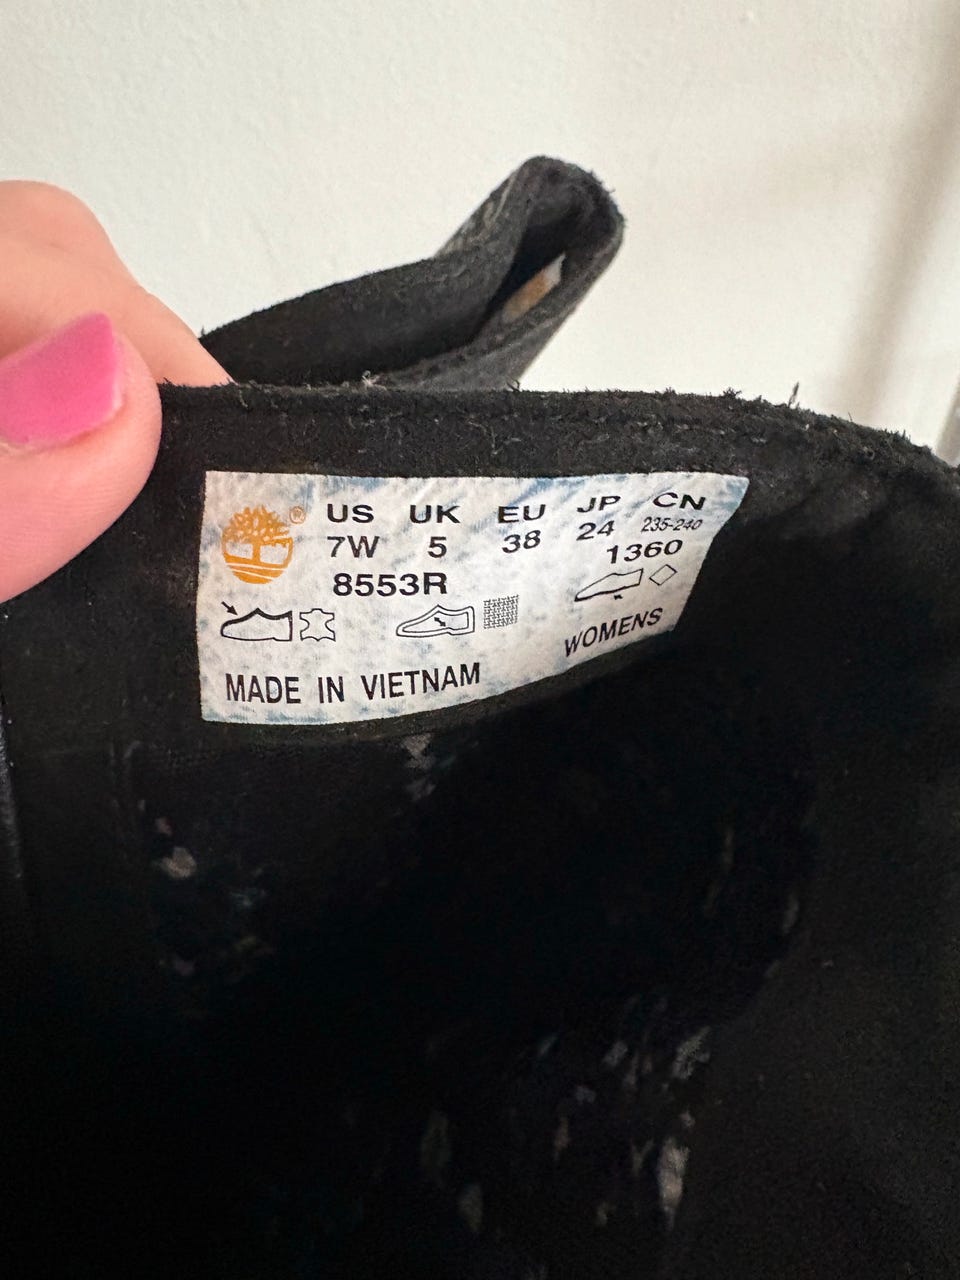 ®
US UK EU JP CN
7W 5 38 24 235-240
8553R 1360
WOMENS
MADE IN VIETNAM